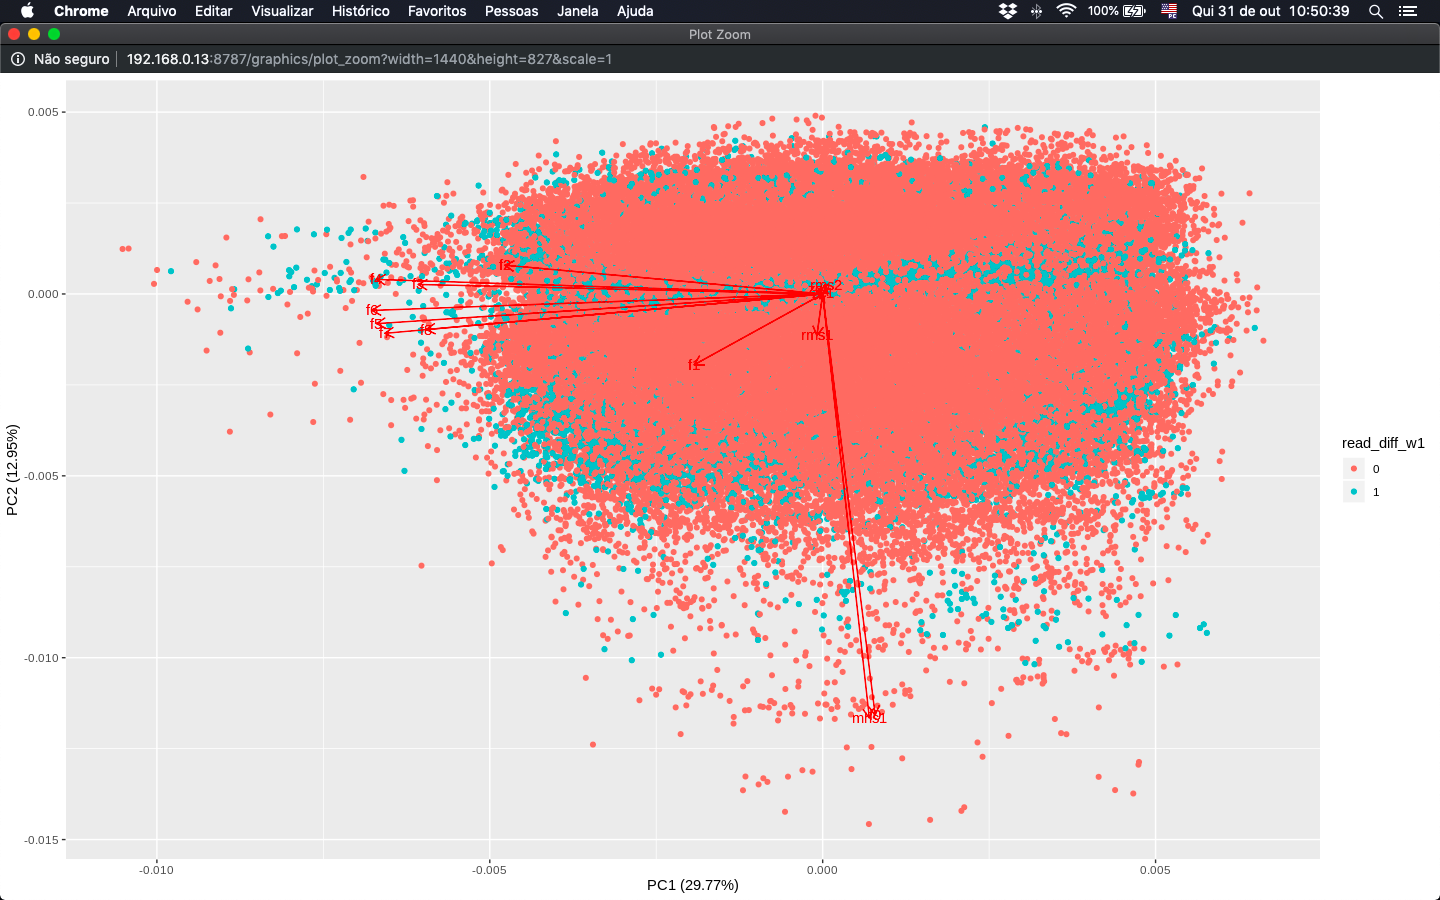 Chrome Arquivo Editar Visualizar Histórico Favoritos Pessoas Janela Ajuda 100% Qui 31 de out 10:50:39
Plot Zoom
Não seguro 192.168.0.13:8787/graphics/plot_zoom?width=1440&height=827&scale=1
0.005
0.000
-0.005
-0.010
-0.015
PC2 (12.95%)
f2
f6
f8
rms1
f1
-0.010
-0.005
0.000
0.005
PC1 (29.77%)
read_diff_w1
0
1